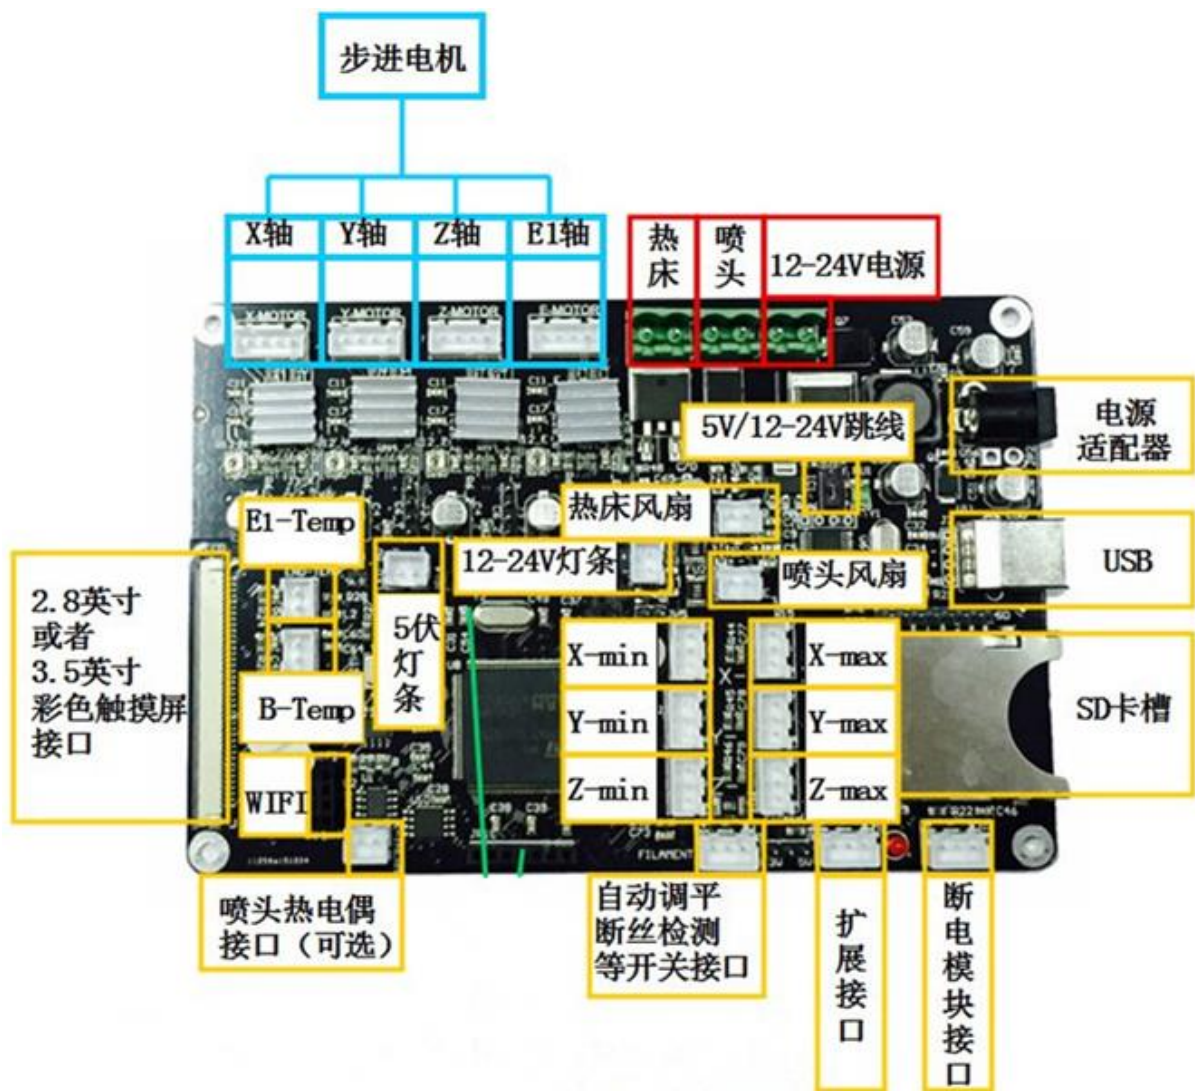 步进电机
X轴
Y轴
Z轴
E1轴
热床
喷头
12-24V电源
X-MOTOR
Y-MOTOR
Z-MOTOR
E-MOTOR
5V/12-24V跳线
电源
适配器
E1-Temp
热床风扇
12-24V灯条
喷头风扇
USB
2.8英寸
或者
3.5英寸
彩色触摸屏
接口
5伏灯条
B-Temp
X-min
X-max
Y-min
Y-max
SD卡槽
WIFI
Z-min
Z-max
FILAMENT
喷头热电偶
接口（可选）
自动调平
断丝检测
等开关接口
扩展接口
断电模块接口